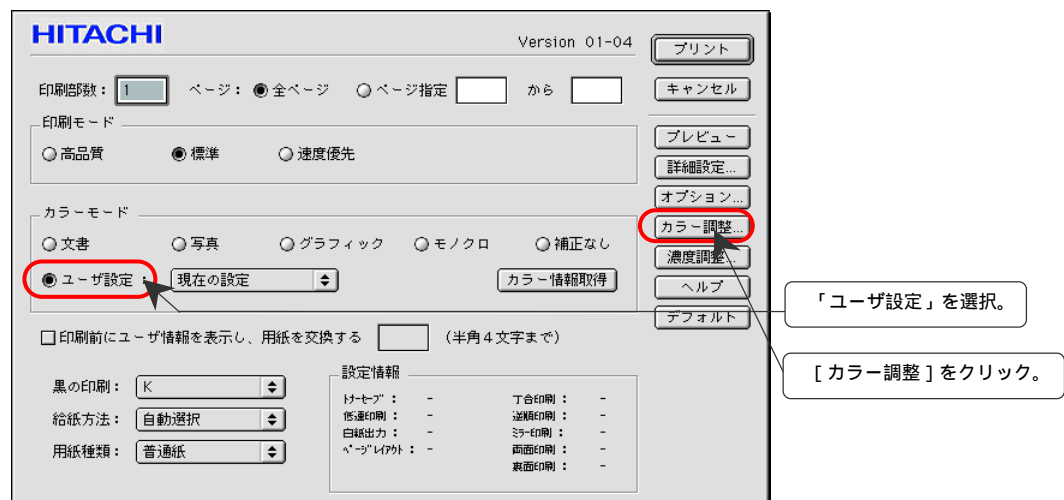 HITACHI
Version 01-04
プリント
印刷部数： 1 ページ： 全ページ ページ指定 から
キャンセル
印刷モード
高品質 標準 速度優先
プレビュー
詳細設定...
オプション...
カラーモード
文書 写真 グラフィック モノクロ 補正なし
カラー調整...
ユーザ設定： 現在の設定 カラー情報取得
濃度調整...
ヘルプ
デフォルト
「ユーザ設定」を選択。
［カラー調整］をクリック。
印刷前にユーザ情報を表示し、用紙を交換する （半角４文字まで）
黒の印刷： K
給紙方法： 自動選択
用紙種類： 普通紙
設定情報
ﾄﾅｰｾｰﾌﾞ： - 丁合印刷： -
低速印刷： - 逆順印刷： -
白紙出力： - ﾐﾗｰ印刷： -
ﾍﾟｰｼﾞﾚｲｱｳﾄ： - 両面印刷： -
裏面印刷： -